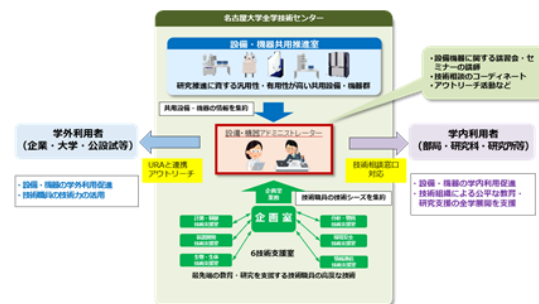 名古屋大学全学技術センター
設備・機器共用推進室
研究推進に資する汎用性・有用性が高い共用設備・機器群
共用設備・機器の情報を集約
・設備機器に関する講習会・セ
ミナーの講師
・技術相談のコーディネート
・アウトリーチ活動など
学外利用者
（企業・大学・公設試等）
設備・機器アドミニストレーター
学内利用者
（部局・研究科・研究所等）
URAと連携
アウトリーチ
技術相談窓口
対応
・設備・機器の学外利用促進
・技術職員の技術力の活用
・設備・機器の学内利用促進
・技術組織による公平な教育・
研究支援の全学展開を支援
企画室
業務
技術職員の技術シーズを集約
企画室
6技術支援室
最先端の教育・研究を支援する技術職員の高度な技術